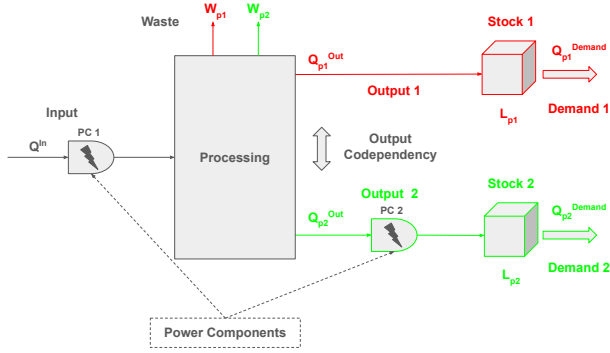 W_p1
W_p2
Waste
Stock 1
Q_p1^Out
Q_p1^Demand
Output 1
Input
L_p1
Demand 1
PC 1
Q^In
Processing
Output
Codependency
Output 2
Stock 2
Q_p2^Out
PC 2
Q_p2^Demand
Demand 2
L_p2
Power Components